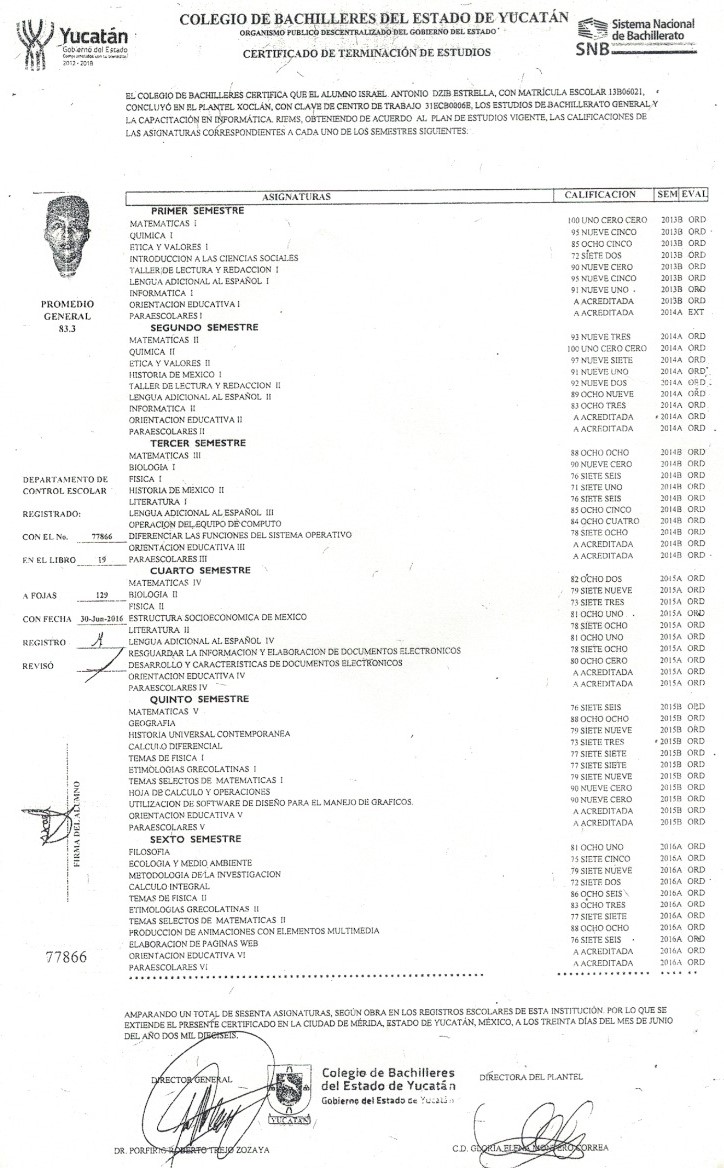 Yucatán
Gobierno del Estado
2012 - 2018
COLEGIO DE BACHILLERES DEL ESTADO DE YUCATÁN
ORGANISMO PUBLICO DESCENTRALIZADO DEL GOBIERNO DEL ESTADO
CERTIFICADO DE TERMINACIÓN DE ESTUDIOS
SNB
Sistema Nacional
de Bachillerato
EL COLEGIO DE BACHILLERES CERTIFICA QUE EL ALUMNO ISRAEL ANTONIO DZIB ESTRELLA, CON MATRÍCULA ESCOLAR 13B06021,
CONCLUYÓ EN EL PLANTEL XOCLÁN, CON CLAVE DE CENTRO DE TRABAJO 31ECB0006E, LOS ESTUDIOS DE BACHILLERATO GENERAL Y
LA CAPACITACIÓN EN INFORMÁTICA. RIEMS, OBTENIENDO DE ACUERDO AL PLAN DE ESTUDIOS VIGENTE, LAS CALIFICACIONES DE
LAS ASIGNATURAS CORRESPONDIENTES A CADA UNO DE LOS SEMESTRES SIGUIENTES:
ASIGNATURAS CALIFICACION SEM EVAL
PRIMER SEMESTRE
MATEMATICAS I 100 UNO CERO CERO 2013B ORD
QUIMICA I 95 NUEVE CINCO 2013B ORD
ETICA Y VALORES I 85 OCHO CINCO 2013B ORD
INTRODUCCION A LAS CIENCIAS SOCIALES 72 SIETE DOS 2013B ORD
TALLER DE LECTURA Y REDACCION I 90 NUEVE CERO 2013B ORD
LENGUA ADICIONAL AL ESPAÑOL I 95 NUEVE CINCO 2013B ORD
INFORMATICA I 91 NUEVE UNO 2013B ORD
ORIENTACION EDUCATIVA I A ACREDITADA 2013B ORD
PARAESCOLARES I A ACREDITADA 2014A EXT
SEGUNDO SEMESTRE
MATEMATICAS II 93 NUEVE TRES 2014A ORD
QUIMICA II 100 UNO CERO CERO 2014A ORD
ETICA Y VALORES II 97 NUEVE SIETE 2014A ORD
HISTORIA DE MEXICO I 91 NUEVE UNO 2014A ORD
TALLER DE LECTURA Y REDACCION II 92 NUEVE DOS 2014A ORD
LENGUA ADICIONAL AL ESPAÑOL II 89 OCHO NUEVE 2014A ORD
INFORMATICA II 83 OCHO TRES 2014A ORD
ORIENTACION EDUCATIVA II A ACREDITADA 2014A ORD
PARAESCOLARES II A ACREDITADA 2014A ORD
TERCER SEMESTRE
MATEMATICAS III 88 OCHO OCHO 2014B ORD
BIOLOGIA I 90 NUEVE CERO 2014B ORD
FISICA I 76 SIETE SEIS 2014B ORD
HISTORIA DE MEXICO II 71 SIETE UNO 2014B ORD
LITERATURA I 76 SIETE SEIS 2014B ORD
LENGUA ADICIONAL AL ESPAÑOL III 85 OCHO CINCO 2014B ORD
OPERACION DEL EQUIPO DE COMPUTO 84 OCHO CUATRO 2014B ORD
DIFERENCIAR LAS FUNCIONES DEL SISTEMA OPERATIVO 78 SIETE OCHO 2014B ORD
ORIENTACION EDUCATIVA III A ACREDITADA 2014B ORD
PARAESCOLARES III A ACREDITADA 2014B ORD
CUARTO SEMESTRE
MATEMATICAS IV 82 OCHO DOS 2015A ORD
BIOLOGIA II 79 SIETE NUEVE 2015A ORD
FISICA II 73 SIETE TRES 2015A ORD
ESTRUCTURA SOCIOECONOMICA DE MEXICO 81 OCHO UNO 2015A ORD
LITERATURA II 78 SIETE OCHO 2015A ORD
LENGUA ADICIONAL AL ESPAÑOL IV 81 OCHO UNO 2015A ORD
RESGUARDAR LA INFORMACION Y ELABORACION DE DOCUMENTOS ELECTRONICOS 78 SIETE OCHO 2015A ORD
DESARROLLO Y CARACTERISTICAS DE DOCUMENTOS ELECTRONICOS 80 OCHO CERO 2015A ORD
ORIENTACION EDUCATIVA IV A ACREDITADA 2015A ORD
PARAESCOLARES IV A ACREDITADA 2015A ORD
QUINTO SEMESTRE
MATEMATICAS V 76 SIETE SEIS 2015B ORD
GEOGRAFIA 88 OCHO OCHO 2015B ORD
HISTORIA UNIVERSAL CONTEMPORANEA 79 SIETE NUEVE 2015B ORD
CALCULO DIFERENCIAL 73 SIETE TRES 2015B ORD
TEMAS DE FISICA I 77 SIETE SIETE 2015B ORD
ETIMOLOGIAS GRECOLATINAS I 77 SIETE SIETE 2015B ORD
TEMAS SELECTOS DE MATEMATICAS I 79 SIETE NUEVE 2015B ORD
HOJA DE CALCULO Y OPERACIONES 90 NUEVE CERO 2015B ORD
UTILIZACION DE SOFTWARE DE DISEÑO PARA EL MANEJO DE GRAFICOS. 90 NUEVE CERO 2015B ORD
ORIENTACION EDUCATIVA V A ACREDITADA 2015B ORD
PARAESCOLARES V A ACREDITADA 2015B ORD
SEXTO SEMESTRE
FILOSOFIA 81 OCHO UNO 2016A ORD
ECOLOGIA Y MEDIO AMBIENTE 75 SIETE CINCO 2016A ORD
METODOLOGIA DE LA INVESTIGACION 79 SIETE NUEVE 2016A ORD
CALCULO INTEGRAL 72 SIETE DOS 2016A ORD
TEMAS DE FISICA II 86 OCHO SEIS 2016A ORD
ETIMOLOGIAS GRECOLATINAS II 83 OCHO TRES 2016A ORD
TEMAS SELECTOS DE MATEMATICAS II 77 SIETE SIETE 2016A ORD
PRODUCCION DE ANIMACIONES CON ELEMENTOS MULTIMEDIA 88 OCHO OCHO 2016A ORD
ELABORACION DE PAGINAS WEB 76 SIETE SEIS 2016A ORD
ORIENTACION EDUCATIVA VI A ACREDITADA 2016A ORD
PARAESCOLARES VI A ACREDITADA 2016A ORD
PROMEDIO
GENERAL
83.3
DEPARTAMENTO DE
CONTROL ESCOLAR
REGISTRADO:
CON EL No. 77866
EN EL LIBRO 19
A FOJAS 129
CON FECHA 30-Jun-2016
REGISTRO
REVISÓ
FIRMA DEL ALUMNO
77866
AMPARANDO UN TOTAL DE SESENTA ASIGNATURAS, SEGÚN OBRA EN LOS REGISTROS ESCOLARES DE ESTA INSTITUCIÓN. POR LO QUE SE
EXTIENDE EL PRESENTE CERTIFICADO EN LA CIUDAD DE MÉRIDA, ESTADO DE YUCATÁN, MÉXICO, A LOS TREINTA DÍAS DEL MES DE JUNIO
DEL AÑO DOS MIL DIECISEIS.
DIRECTOR GENERAL
YUCATÁN
Colegio de Bachilleres
del Estado de Yucatán
Gobierno del Estado de Yucatán
DIRECTORA DEL PLANTEL
DR. PORFIRIO ROBERTO TREJO ZOZAYA
C.D. GLORIA ELENA MONTERO CORREA